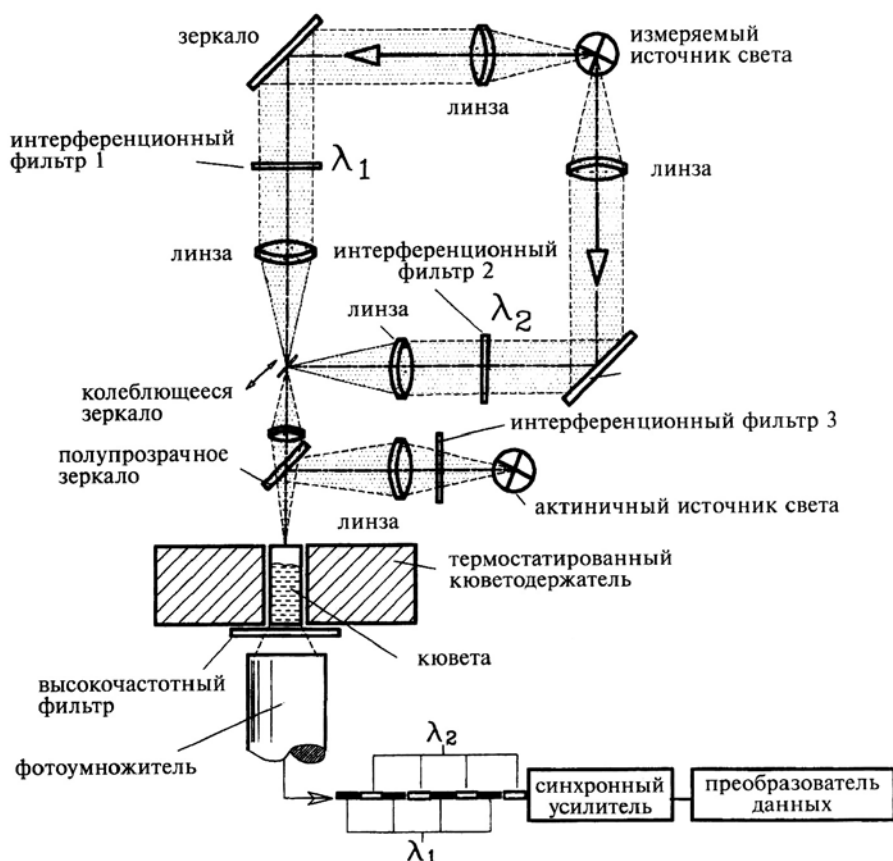 зеркало
измеряемый
источник света
линза
интерференционный
фильтр 1
λ1
линза
линза
интерференционный
фильтр 2
линза
λ2
колеблющееся
зеркало
интерференционный фильтр 3
полупрозрачное
зеркало
линза
актиничный источник света
термостатированный
кюветодержатель
кювета
высокочастотный
фильтр
фотоумножитель
λ2
синхронный
усилитель
преобразователь
данных
λ1